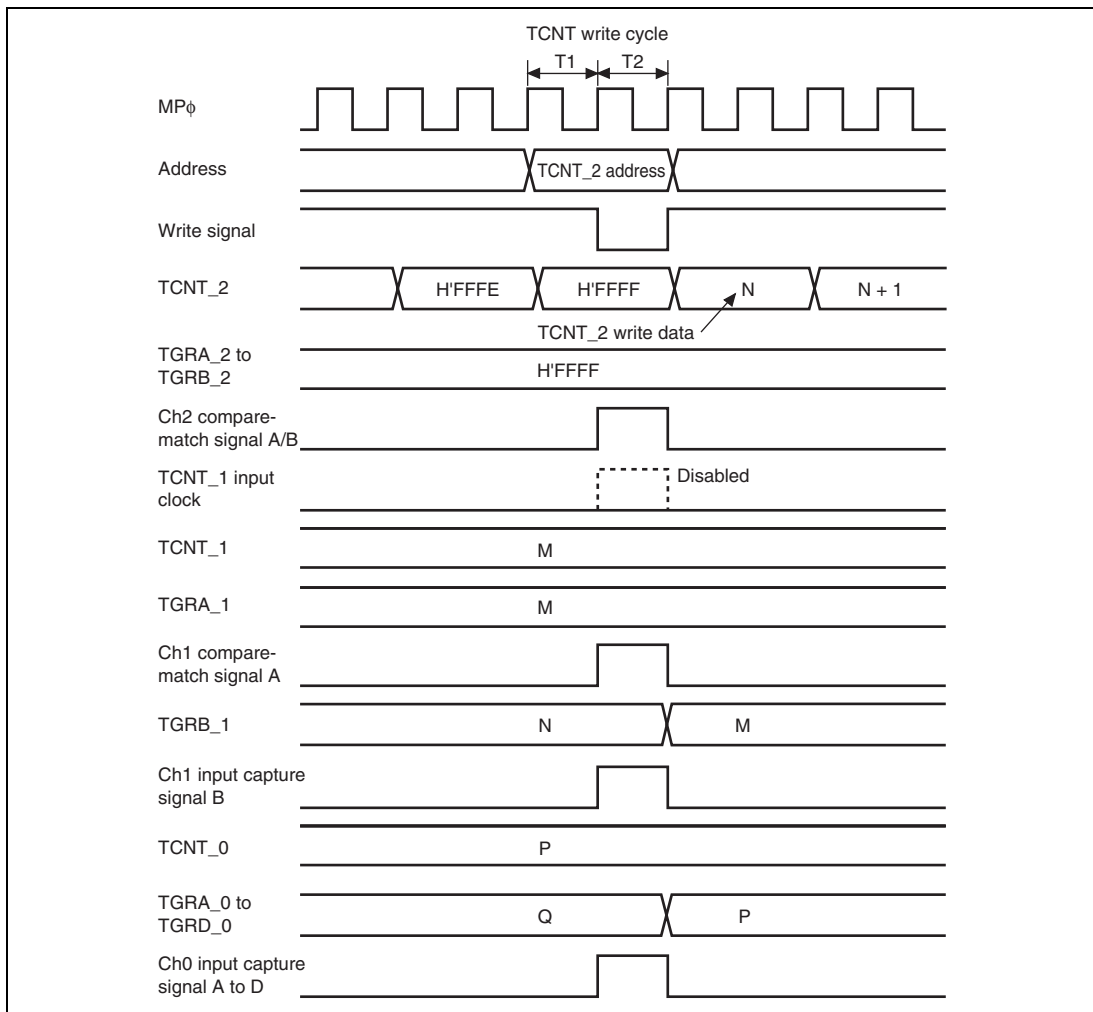 TCNT write cycle
T1 T2
MPϕ
Address
TCNT_2 address
Write signal
TCNT_2
H'FFFE H'FFFF N N + 1
TCNT_2 write data
TGRA_2 to
TGRB_2
H'FFFF
Ch2 compare-
match signal A/B
TCNT_1 input
clock
Disabled
TCNT_1
M
TGRA_1
M
Ch1 compare-
match signal A
TGRB_1
N M
Ch1 input capture
signal B
TCNT_0
P
TGRA_0 to
TGRD_0
Q P
Ch0 input capture
signal A to D